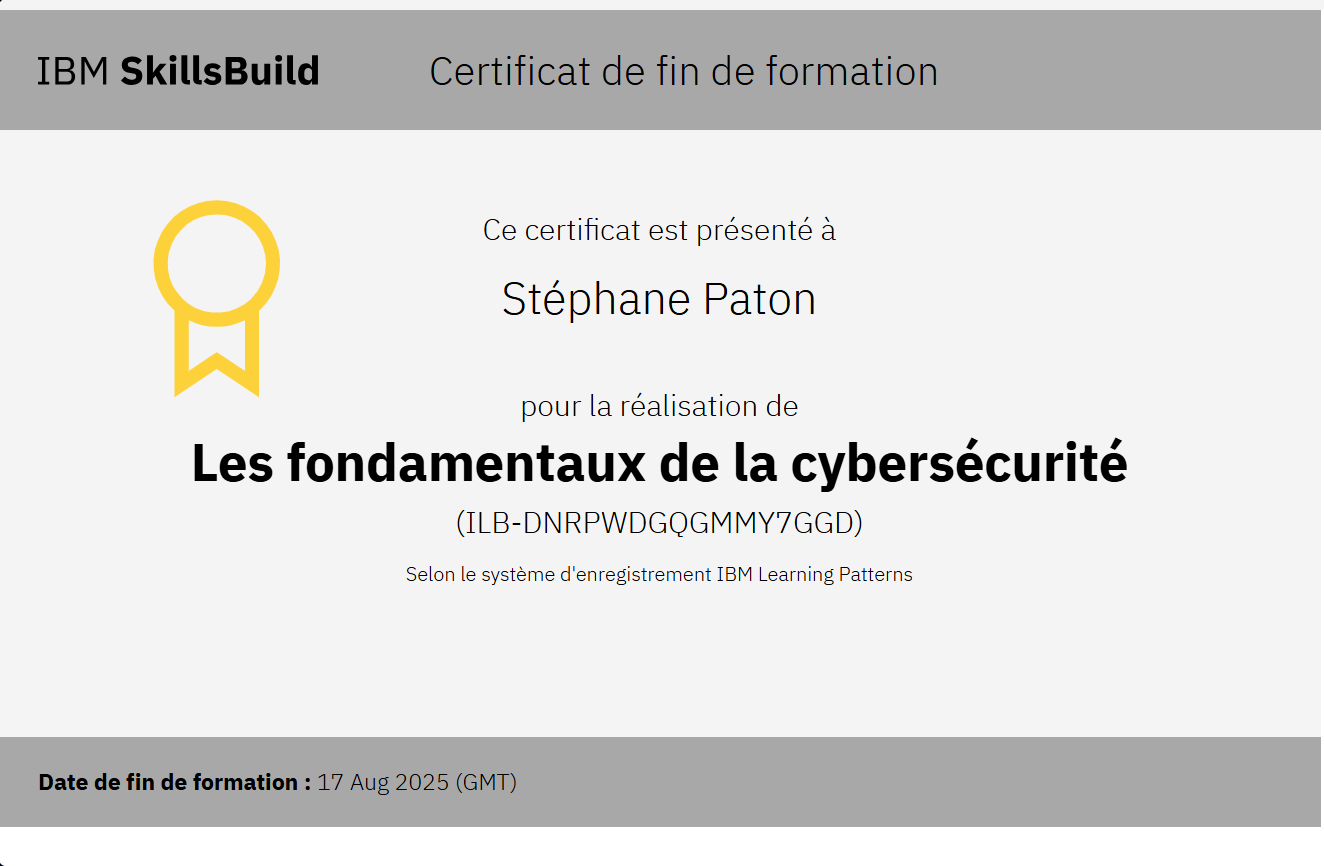 IBM SkillsBuild
Certificat de fin de formation
Ce certificat est présenté à
Stéphane Paton
pour la réalisation de
Les fondamentaux de la cybersécurité
(ILB-DNRPWDGQGMMY7GGD)
Selon le système d'enregistrement IBM Learning Patterns
Date de fin de formation : 17 Aug 2025 (GMT)